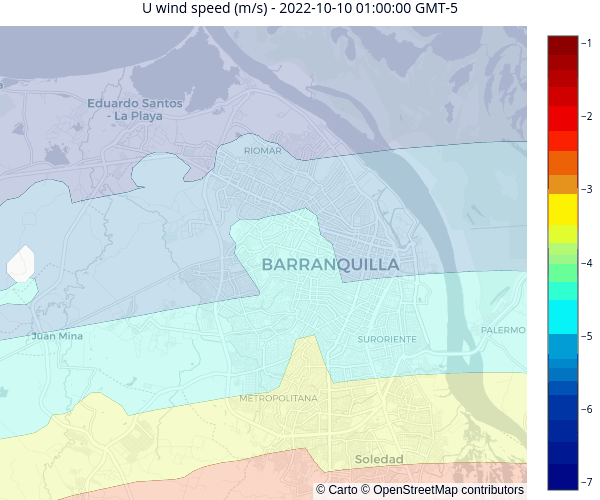 U wind speed (m/s) - 2022-10-10 01:00:00 GMT-5
−1
Eduardo Santos
- La Playa
−2
RIOMAR
−3
BARRANQUILLA
−4
Juan Mina
SURORIENTE
PALERMO
−5
METROPOLITANA
−6
Soledad
−7
© Carto © OpenStreetMap contributors